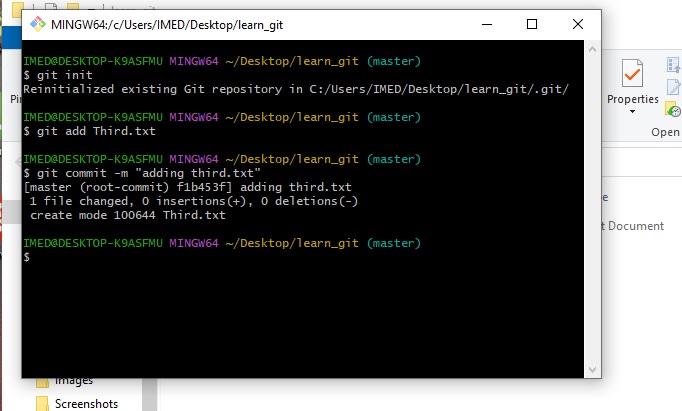 learn_git
MINGW64:/c/Users/IMED/Desktop/learn_git
IMED@DESKTOP-K9ASFMU MINGW64 ~/Desktop/learn_git (master)
$ git init
Reinitialized existing Git repository in C:/Users/IMED/Desktop/learn_git/.git/
IMED@DESKTOP-K9ASFMU MINGW64 ~/Desktop/learn_git (master)
$ git add Third.txt
IMED@DESKTOP-K9ASFMU MINGW64 ~/Desktop/learn_git (master)
$ git commit -m "adding third.txt"
[master (root-commit) f1b453f] adding third.txt
1 file changed, 0 insertions(+), 0 deletions(-)
create mode 100644 Third.txt
IMED@DESKTOP-K9ASFMU MINGW64 ~/Desktop/learn_git (master)
$
Properties
Open
e
t Document
Images
Screenshots